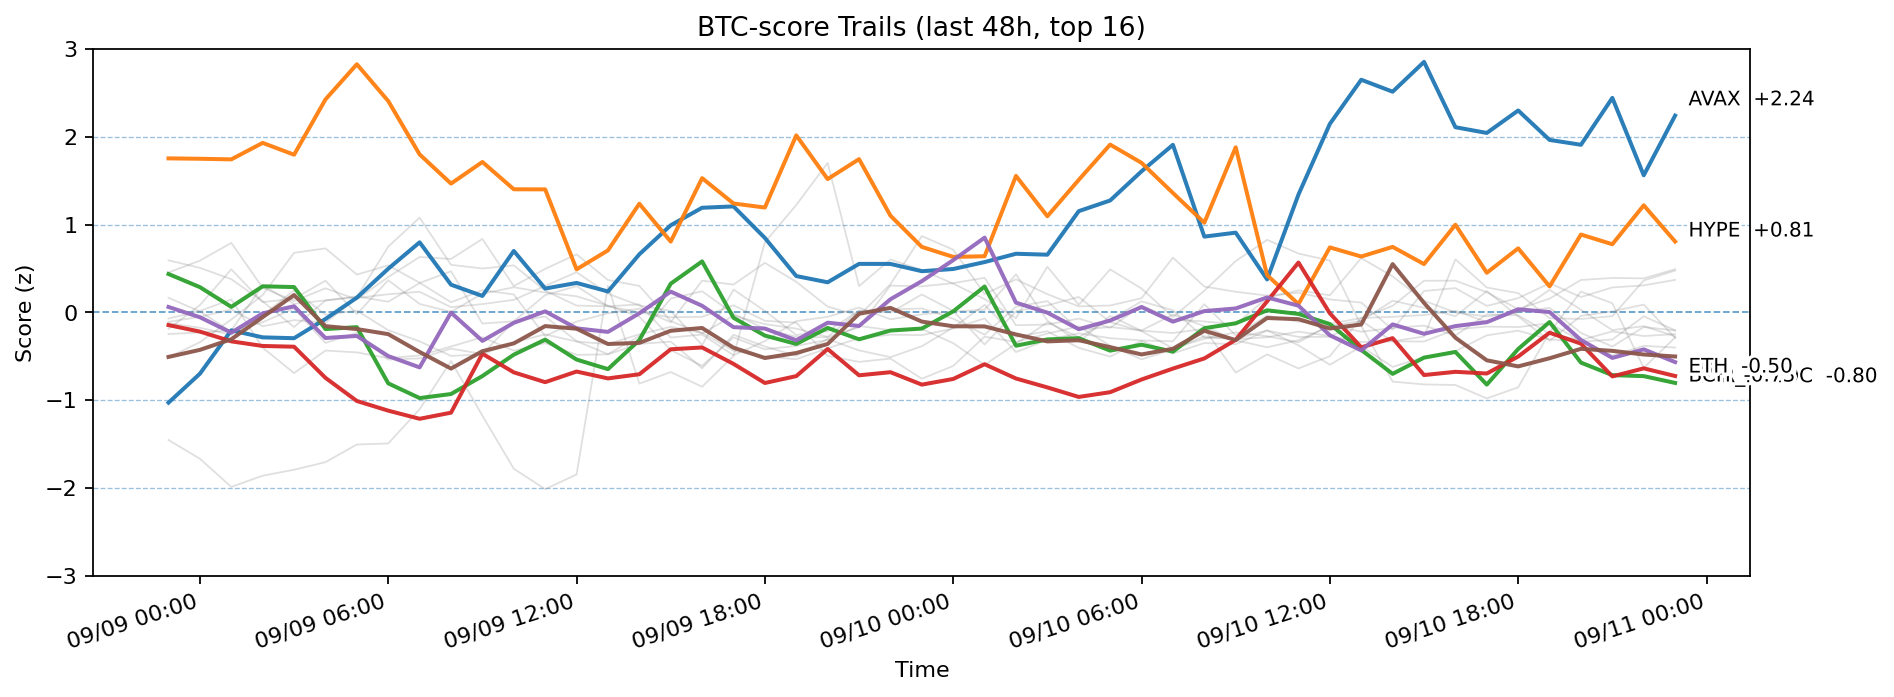 BTC-score Trails (last 48h, top 16)
Score (z)
3
2
1
0
−1
−2
−3
AVAX +2.24
HYPE +0.81
ETH -0.50
-0.80
09/09 00:00
09/09 06:00
09/09 12:00
09/09 18:00
09/10 00:00
09/10 06:00
09/10 12:00
09/10 18:00
09/11 00:00
Time